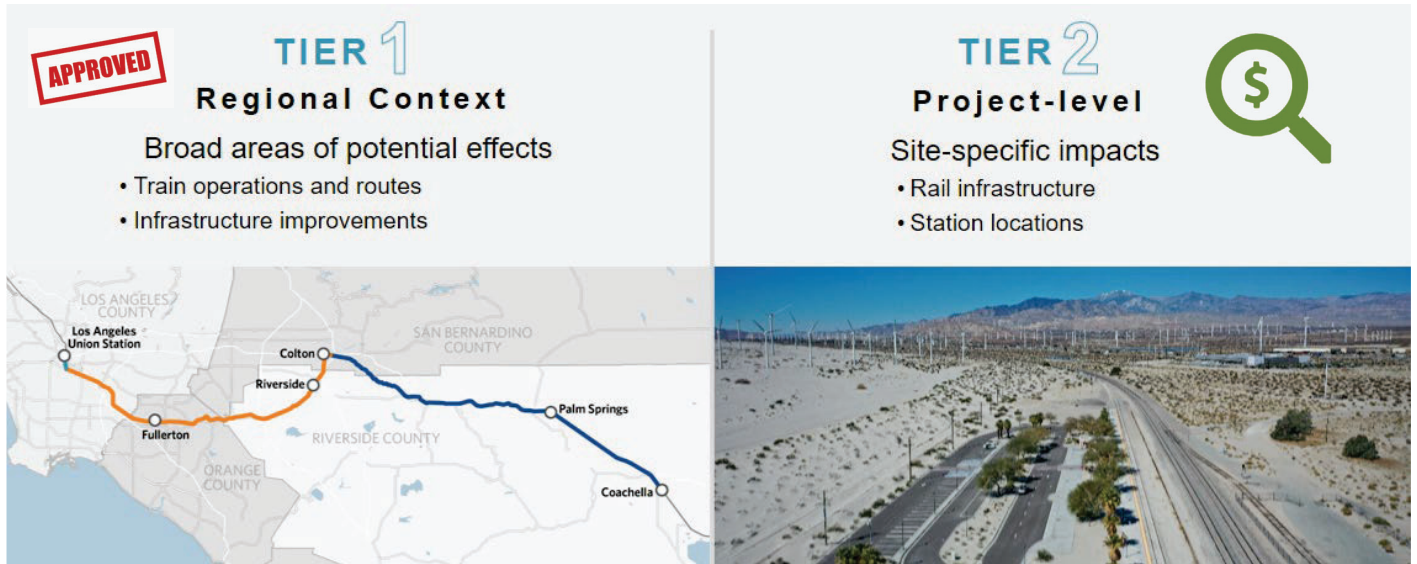 APPROVED
TIER 1
Regional Context
Broad areas of potential effects
• Train operations and routes
• Infrastructure improvements
LOS ANGELES
COUNTY
Los Angeles
Union Station
SAN BERNARDINO
COUNTY
Colton
Riverside
Palm Springs
Fullerton
RIVERSIDE COUNTY
ORANGE
COUNTY
Coachella
TIER 2
Project-level
$
Site-specific impacts
• Rail infrastructure
• Station locations